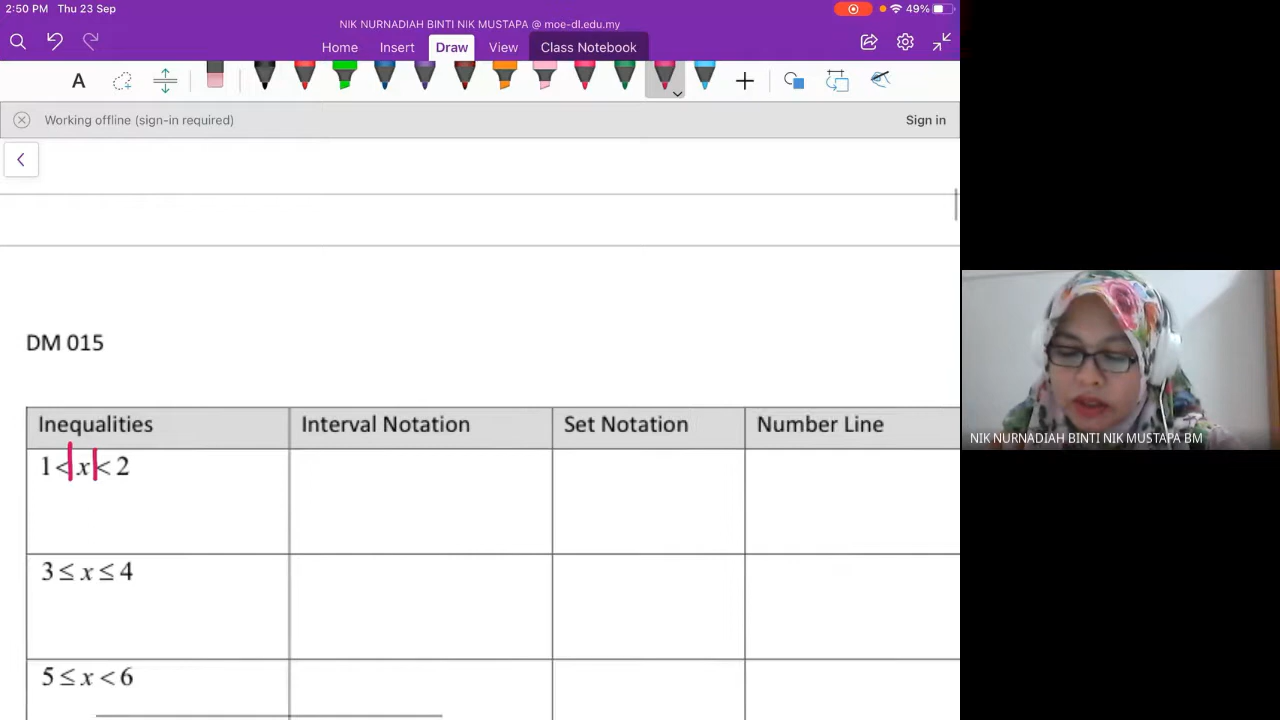 2:50 PM Thu 23 Sep
49%
NIK NURNADIAH BINTI NIK MUSTAPA @ moe-dl.edu.my
Home Insert Draw View Class Notebook
A
Working offline (sign-in required) Sign in
DM 015
Inequalities Interval Notation Set Notation Number Line
1 < |x| < 2
3 ≤ x ≤ 4
5 ≤ x < 6
NIK NURNADIAH BINTI NIK MUSTAPA BM